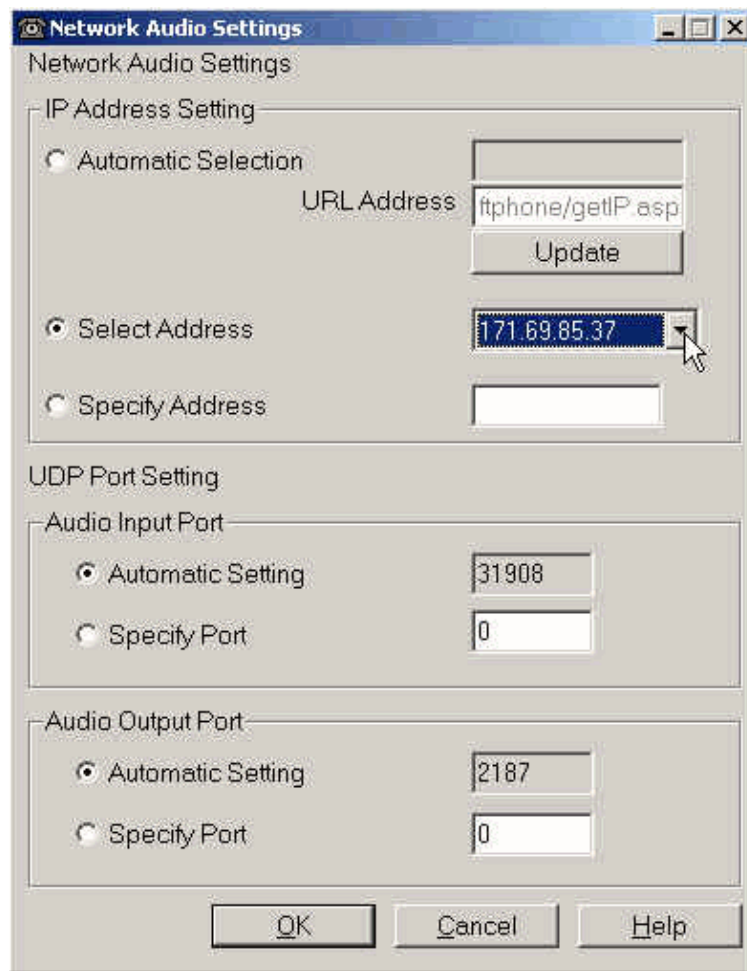 Network Audio Settings
Network Audio Settings
IP Address Setting
Automatic Selection
URL Address ftphone/getIP.asp
Update
Select Address 171.69.85.37
Specify Address
UDP Port Setting
Audio Input Port
Automatic Setting 31908
Specify Port 0
Audio Output Port
Automatic Setting 2187
Specify Port 0
OK Cancel Help